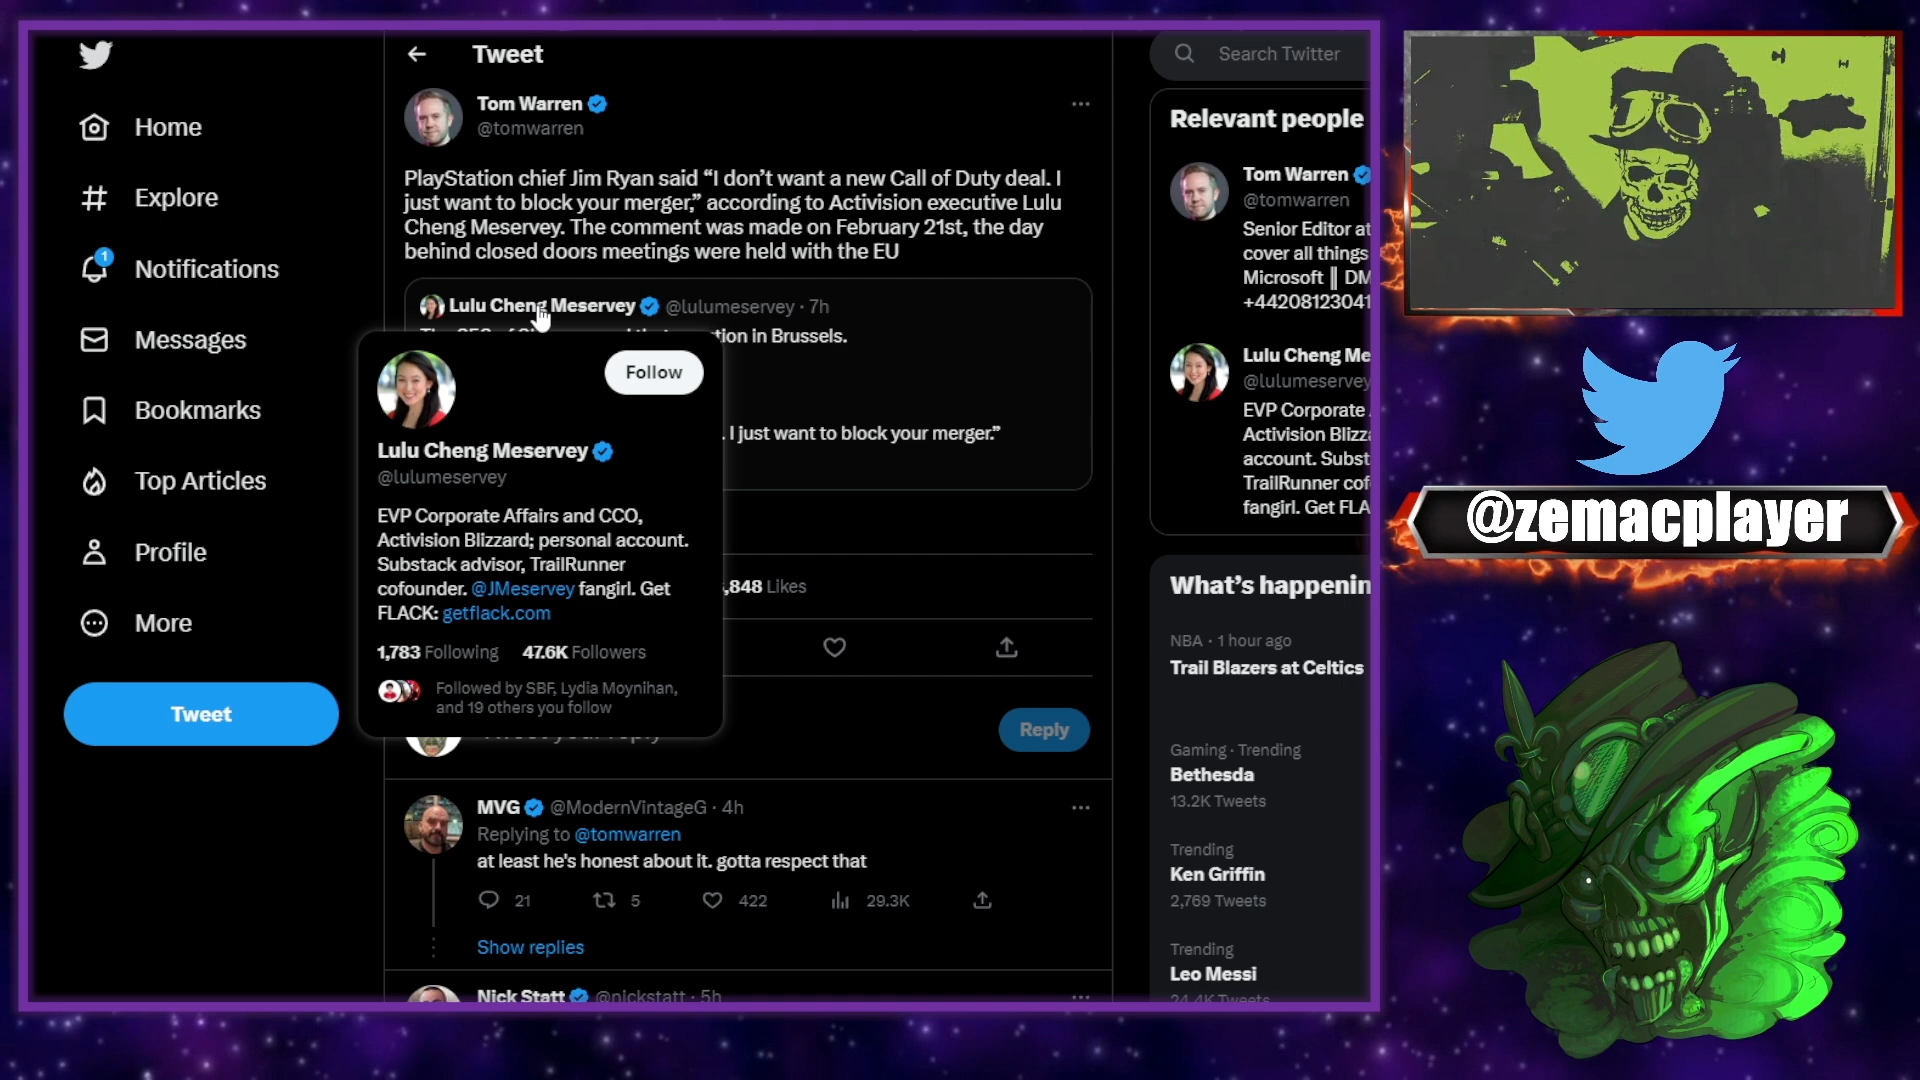 Home
Explore
1
Notifications
Messages
Bookmarks
Top Articles
Profile
More
Tweet
Tweet
Tom Warren
@tomwarren
PlayStation chief Jim Ryan said “I don’t want a new Call of Duty deal. I
just want to block your merger,” according to Activision executive Lulu
Cheng Meservey. The comment was made on February 21st, the day
behind closed doors meetings were held with the EU
Lulu Cheng Meservey @lulumeservey · 7h
tion in Brussels.
. I just want to block your merger.”
Follow
Lulu Cheng Meservey
@lulumeservey
EVP Corporate Affairs and CCO,
Activision Blizzard; personal account.
Substack advisor, TrailRunner
cofounder. @JMeservey fangirl. Get
FLACK: getflack.com
1,783 Following 47.6K Followers
Followed by SBF, Lydia Moynihan,
and 19 others you follow
,848 Likes
Reply
MVG @ModernVintageG · 4h
Replying to @tomwarren
at least he's honest about it. gotta respect that
21 5 422 29.3K
Show replies
Nick Statt @nickstatt · 5h
Search Twitter
Relevant people
Tom Warren
@tomwarren
Senior Editor at
cover all things
Microsoft || DM
+44208123041
Lulu Cheng Me
@lulumeservey
EVP Corporate
Activision Blizz
account. Subst
TrailRunner cof
fangirl. Get FLA
What’s happenin
NBA · 1 hour ago
Trail Blazers at Celtics
Gaming · Trending
Bethesda
13.2K Tweets
Trending
Ken Griffin
2,769 Tweets
Trending
Leo Messi
24.4K Tweets
@zemacplayer